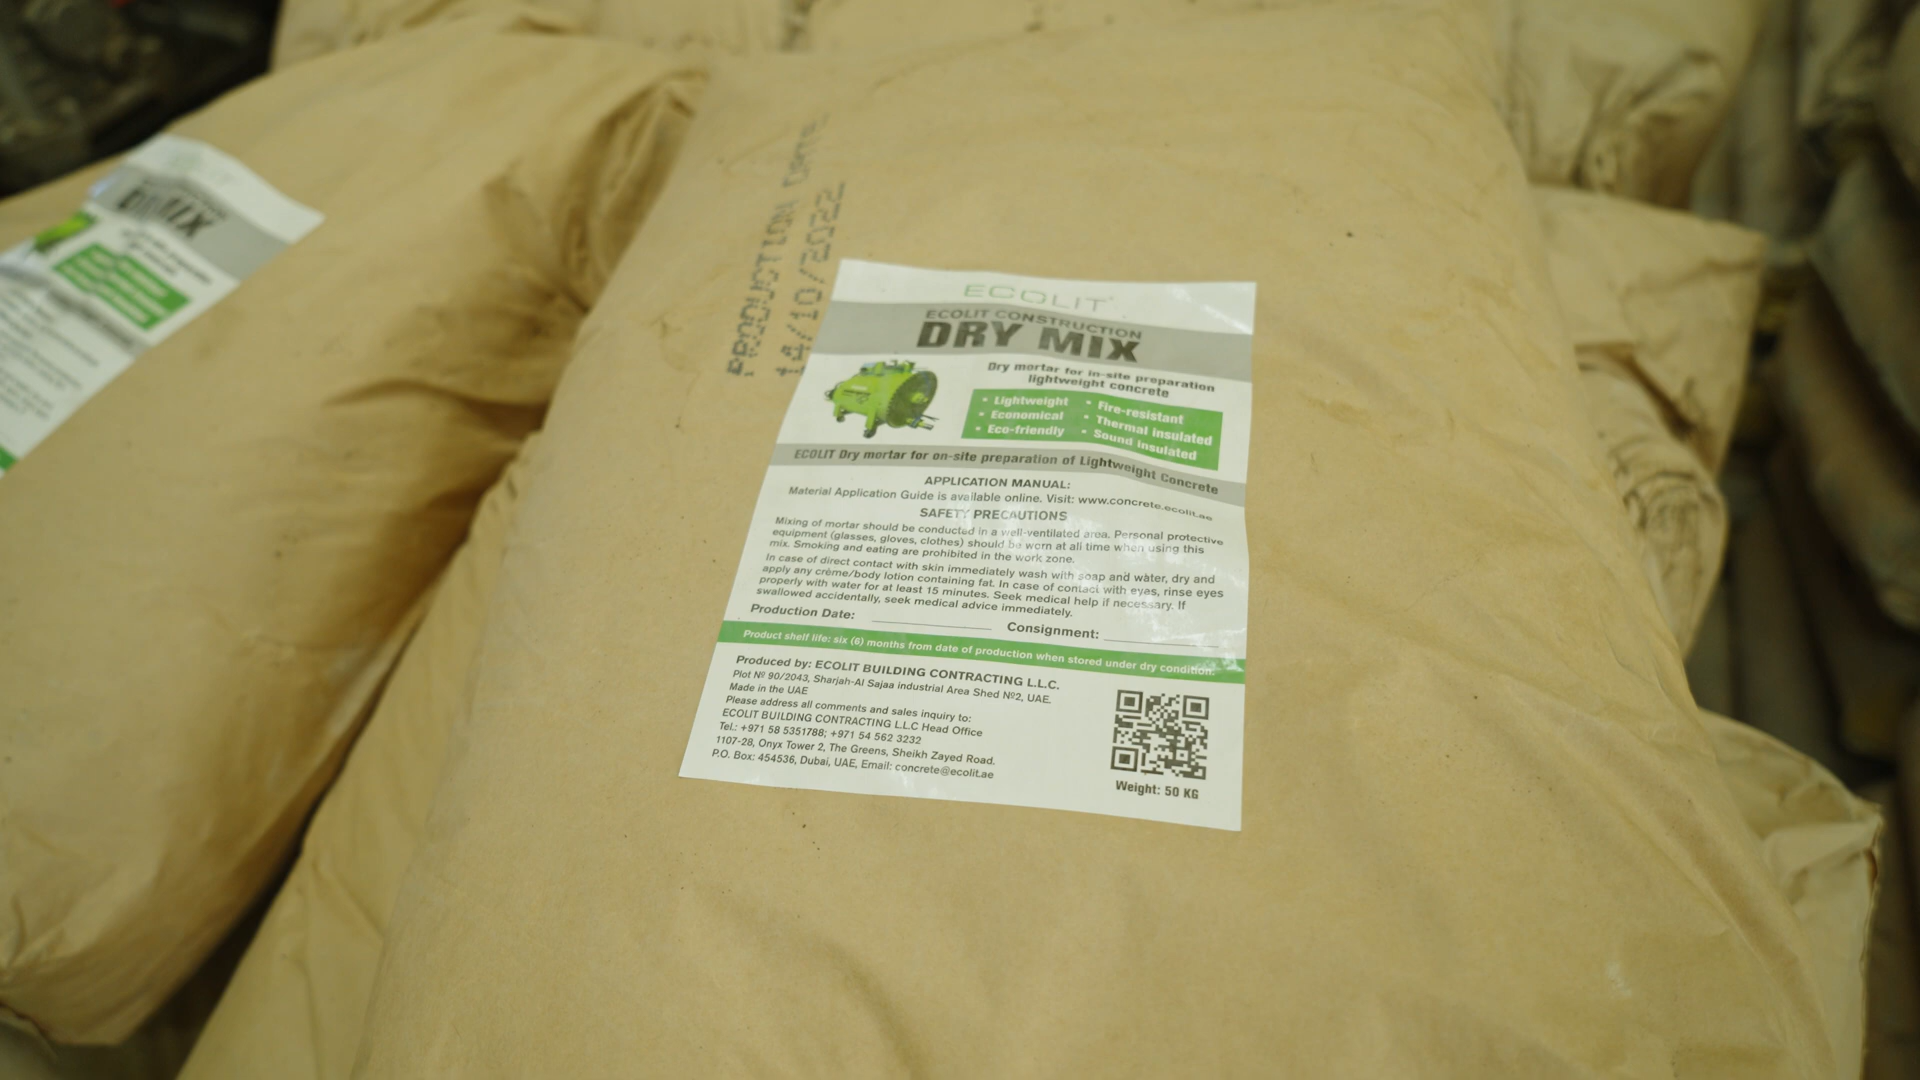 PRODUCTION DATE
14/10/2022
ECOLIT
ECOLIT CONSTRUCTION
DRY MIX
Dry mortar for in-site preparation
lightweight concrete
• Lightweight
• Economical
• Eco-friendly
• Fire-resistant
• Thermal insulated
• Sound insulated
ECOLIT Dry mortar for on-site preparation of Lightweight Concrete
APPLICATION MANUAL:
Material Application Guide is available online. Visit: www.concrete.ecolit.ae
SAFETY PRECAUTIONS
Mixing of mortar should be conducted in a well-ventilated area. Personal protective
equipment (glasses, gloves, clothes) should be worn at all time when using this
mix. Smoking and eating are prohibited in the work zone.
In case of direct contact with skin immediately wash with soap and water, dry and
apply any crème/body lotion containing fat. In case of contact with eyes, rinse eyes
properly with water for at least 15 minutes. Seek medical help if necessary. If
swallowed accidentally, seek medical advice immediately.
Production Date: Consignment:
Product shelf life: six (6) months from date of production when stored under dry condition.
Produced by: ECOLIT BUILDING CONTRACTING L.L.C.
Plot Nº 90/2043, Sharjah-Al Sajaa industrial Area Shed Nº2, UAE.
Made in the UAE
Please address all comments and sales inquiry to:
ECOLIT BUILDING CONTRACTING L.L.C Head Office
Tel.: +971 58 5351788; +971 54 562 3232
1107-28, Onyx Tower 2, The Greens, Sheikh Zayed Road.
P.O. Box: 454536, Dubai, UAE, Email: concrete@ecolit.ae
Weight: 50 KG